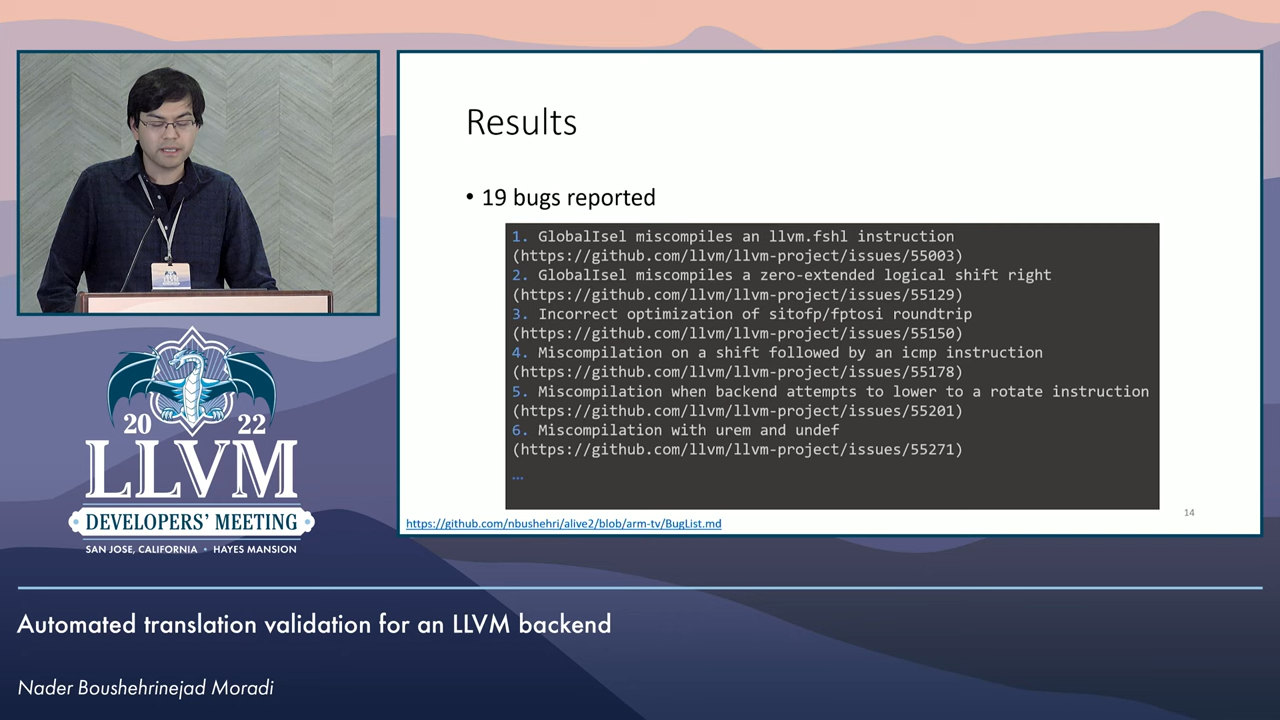 Results
• 19 bugs reported
1. GlobalIsel miscompiles an llvm.fshl instruction
(https://github.com/llvm/llvm-project/issues/55003)
2. GlobalIsel miscompiles a zero-extended logical shift right
(https://github.com/llvm/llvm-project/issues/55129)
3. Incorrect optimization of sitofp/fptosi roundtrip
(https://github.com/llvm/llvm-project/issues/55150)
4. Miscompilation on a shift followed by an icmp instruction
(https://github.com/llvm/llvm-project/issues/55178)
5. Miscompilation when backend attempts to lower to a rotate instruction
(https://github.com/llvm/llvm-project/issues/55201)
6. Miscompilation with urem and undef
(https://github.com/llvm/llvm-project/issues/55271)
…
14
https://github.com/nbushehri/alive2/blob/arm-tv/BugList.md
20 22
LLVM
DEVELOPERS' MEETING
SAN JOSE, CALIFORNIA • HAYES MANSION
Automated translation validation for an LLVM backend
Nader Boushehrinejad Moradi